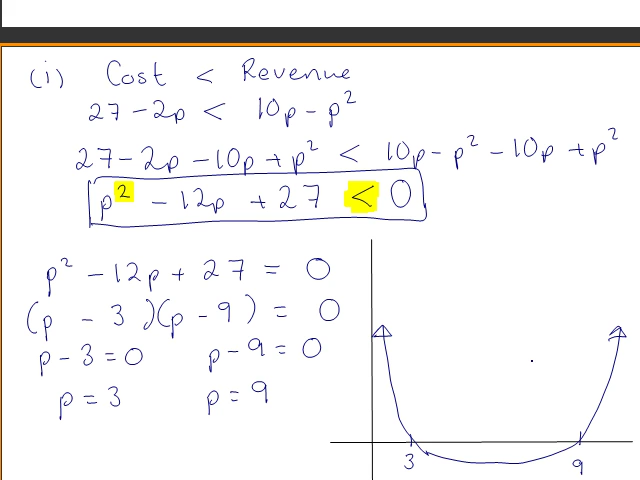 (i) Cost < Revenue
27 - 2p < 10p - p²
27 - 2p - 10p + p² < 10p - p² - 10p + p²
p² - 12p + 27 < 0
p² - 12p + 27 = 0
(p - 3)(p - 9) = 0
p - 3 = 0 p - 9 = 0
p = 3 p = 9
3 9